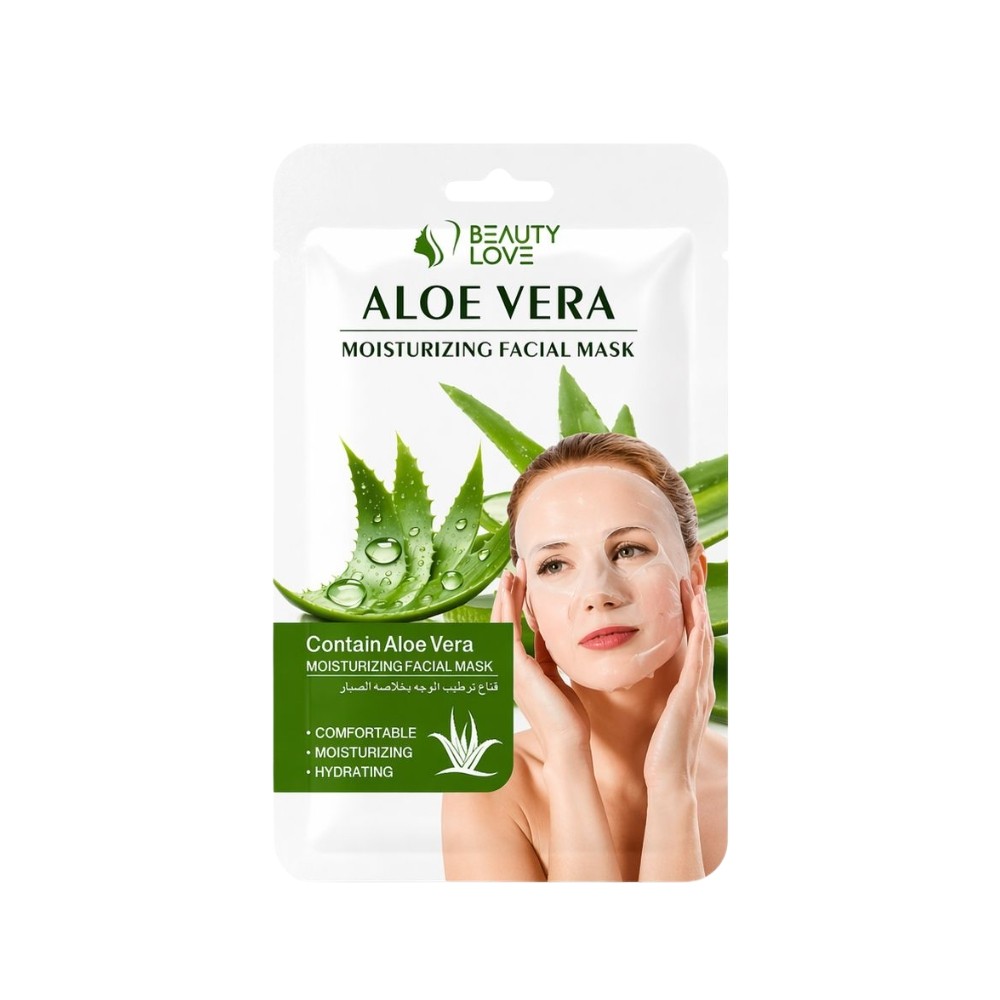 BEAUTY
LOVE
ALOE VERA
MOISTURIZING FACIAL MASK
Contain Aloe Vera
MOISTURIZING FACIAL MASK
قناع ترطيب الوجه بخلاصه الصبار
• COMFORTABLE
• MOISTURIZING
• HYDRATING